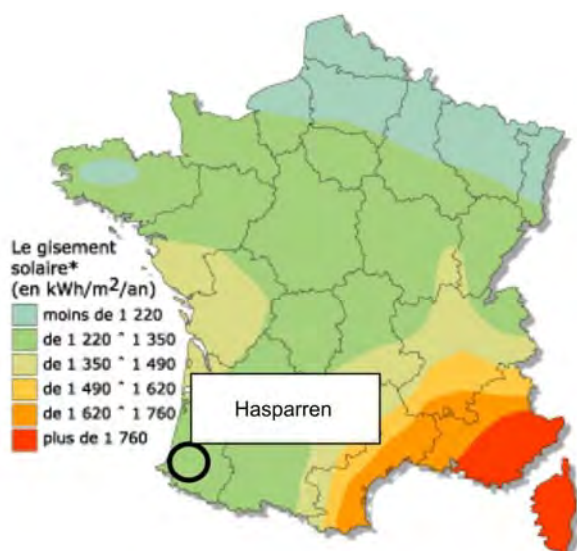 Le gisement
solaire*
(en kWh/m²/an)
moins de 1 220
de 1 220 ˆ 1 350
de 1 350 ˆ 1 490
de 1 490 ˆ 1 620
de 1 620 ˆ 1 760
plus de 1 760
Hasparren